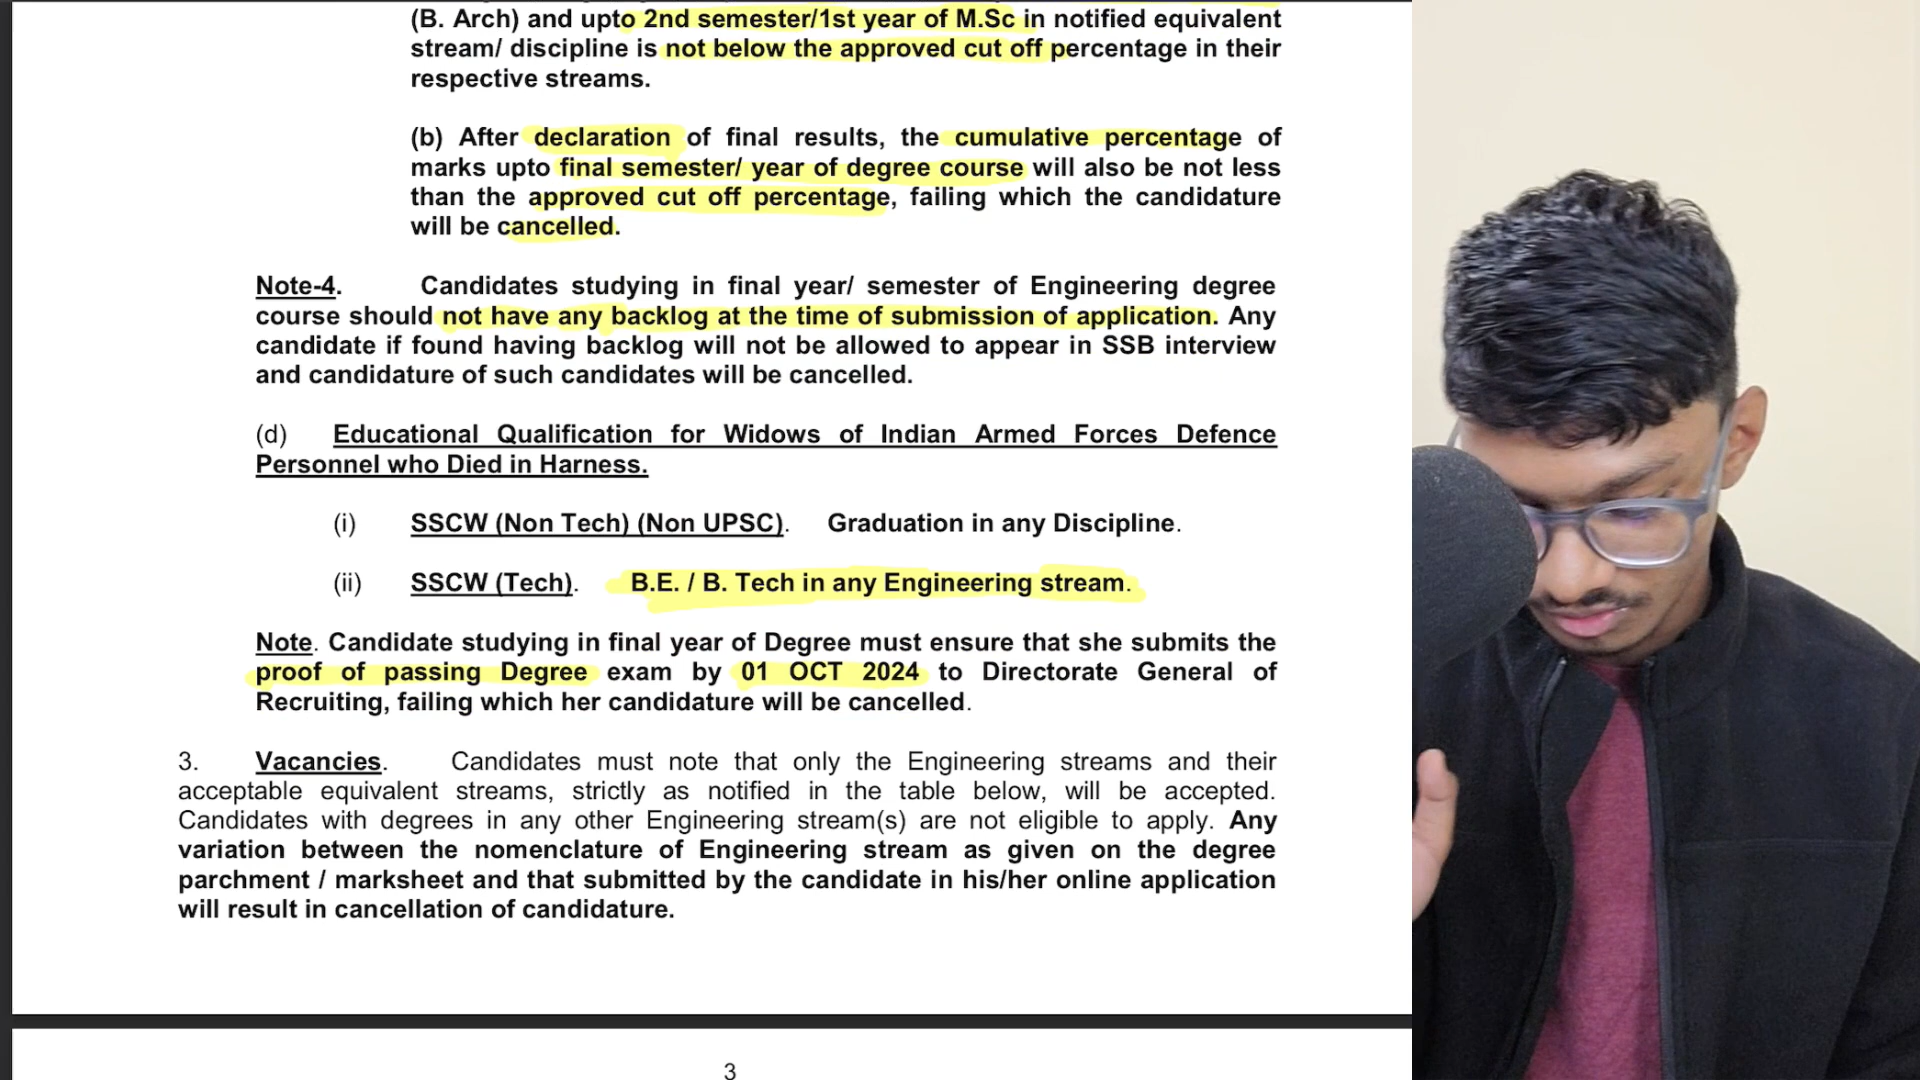 (B. Arch) and upto 2nd semester/1st year of M.Sc in notified equivalent
stream/ discipline is not below the approved cut off percentage in their
respective streams.
(b) After declaration of final results, the cumulative percentage of
marks upto final semester/ year of degree course will also be not less
than the approved cut off percentage, failing which the candidature
will be cancelled.
Note-4. Candidates studying in final year/ semester of Engineering degree
course should not have any backlog at the time of submission of application. Any
candidate if found having backlog will not be allowed to appear in SSB interview
and candidature of such candidates will be cancelled.
(d) Educational Qualification for Widows of Indian Armed Forces Defence
Personnel who Died in Harness.
(i) SSCW (Non Tech) (Non UPSC). Graduation in any Discipline.
(ii) SSCW (Tech). B.E. / B. Tech in any Engineering stream.
Note. Candidate studying in final year of Degree must ensure that she submits the
proof of passing Degree exam by 01 OCT 2024 to Directorate General of
Recruiting, failing which her candidature will be cancelled.
3. Vacancies. Candidates must note that only the Engineering streams and their
acceptable equivalent streams, strictly as notified in the table below, will be accepted.
Candidates with degrees in any other Engineering stream(s) are not eligible to apply. Any
variation between the nomenclature of Engineering stream as given on the degree
parchment / marksheet and that submitted by the candidate in his/her online application
will result in cancellation of candidature.
3